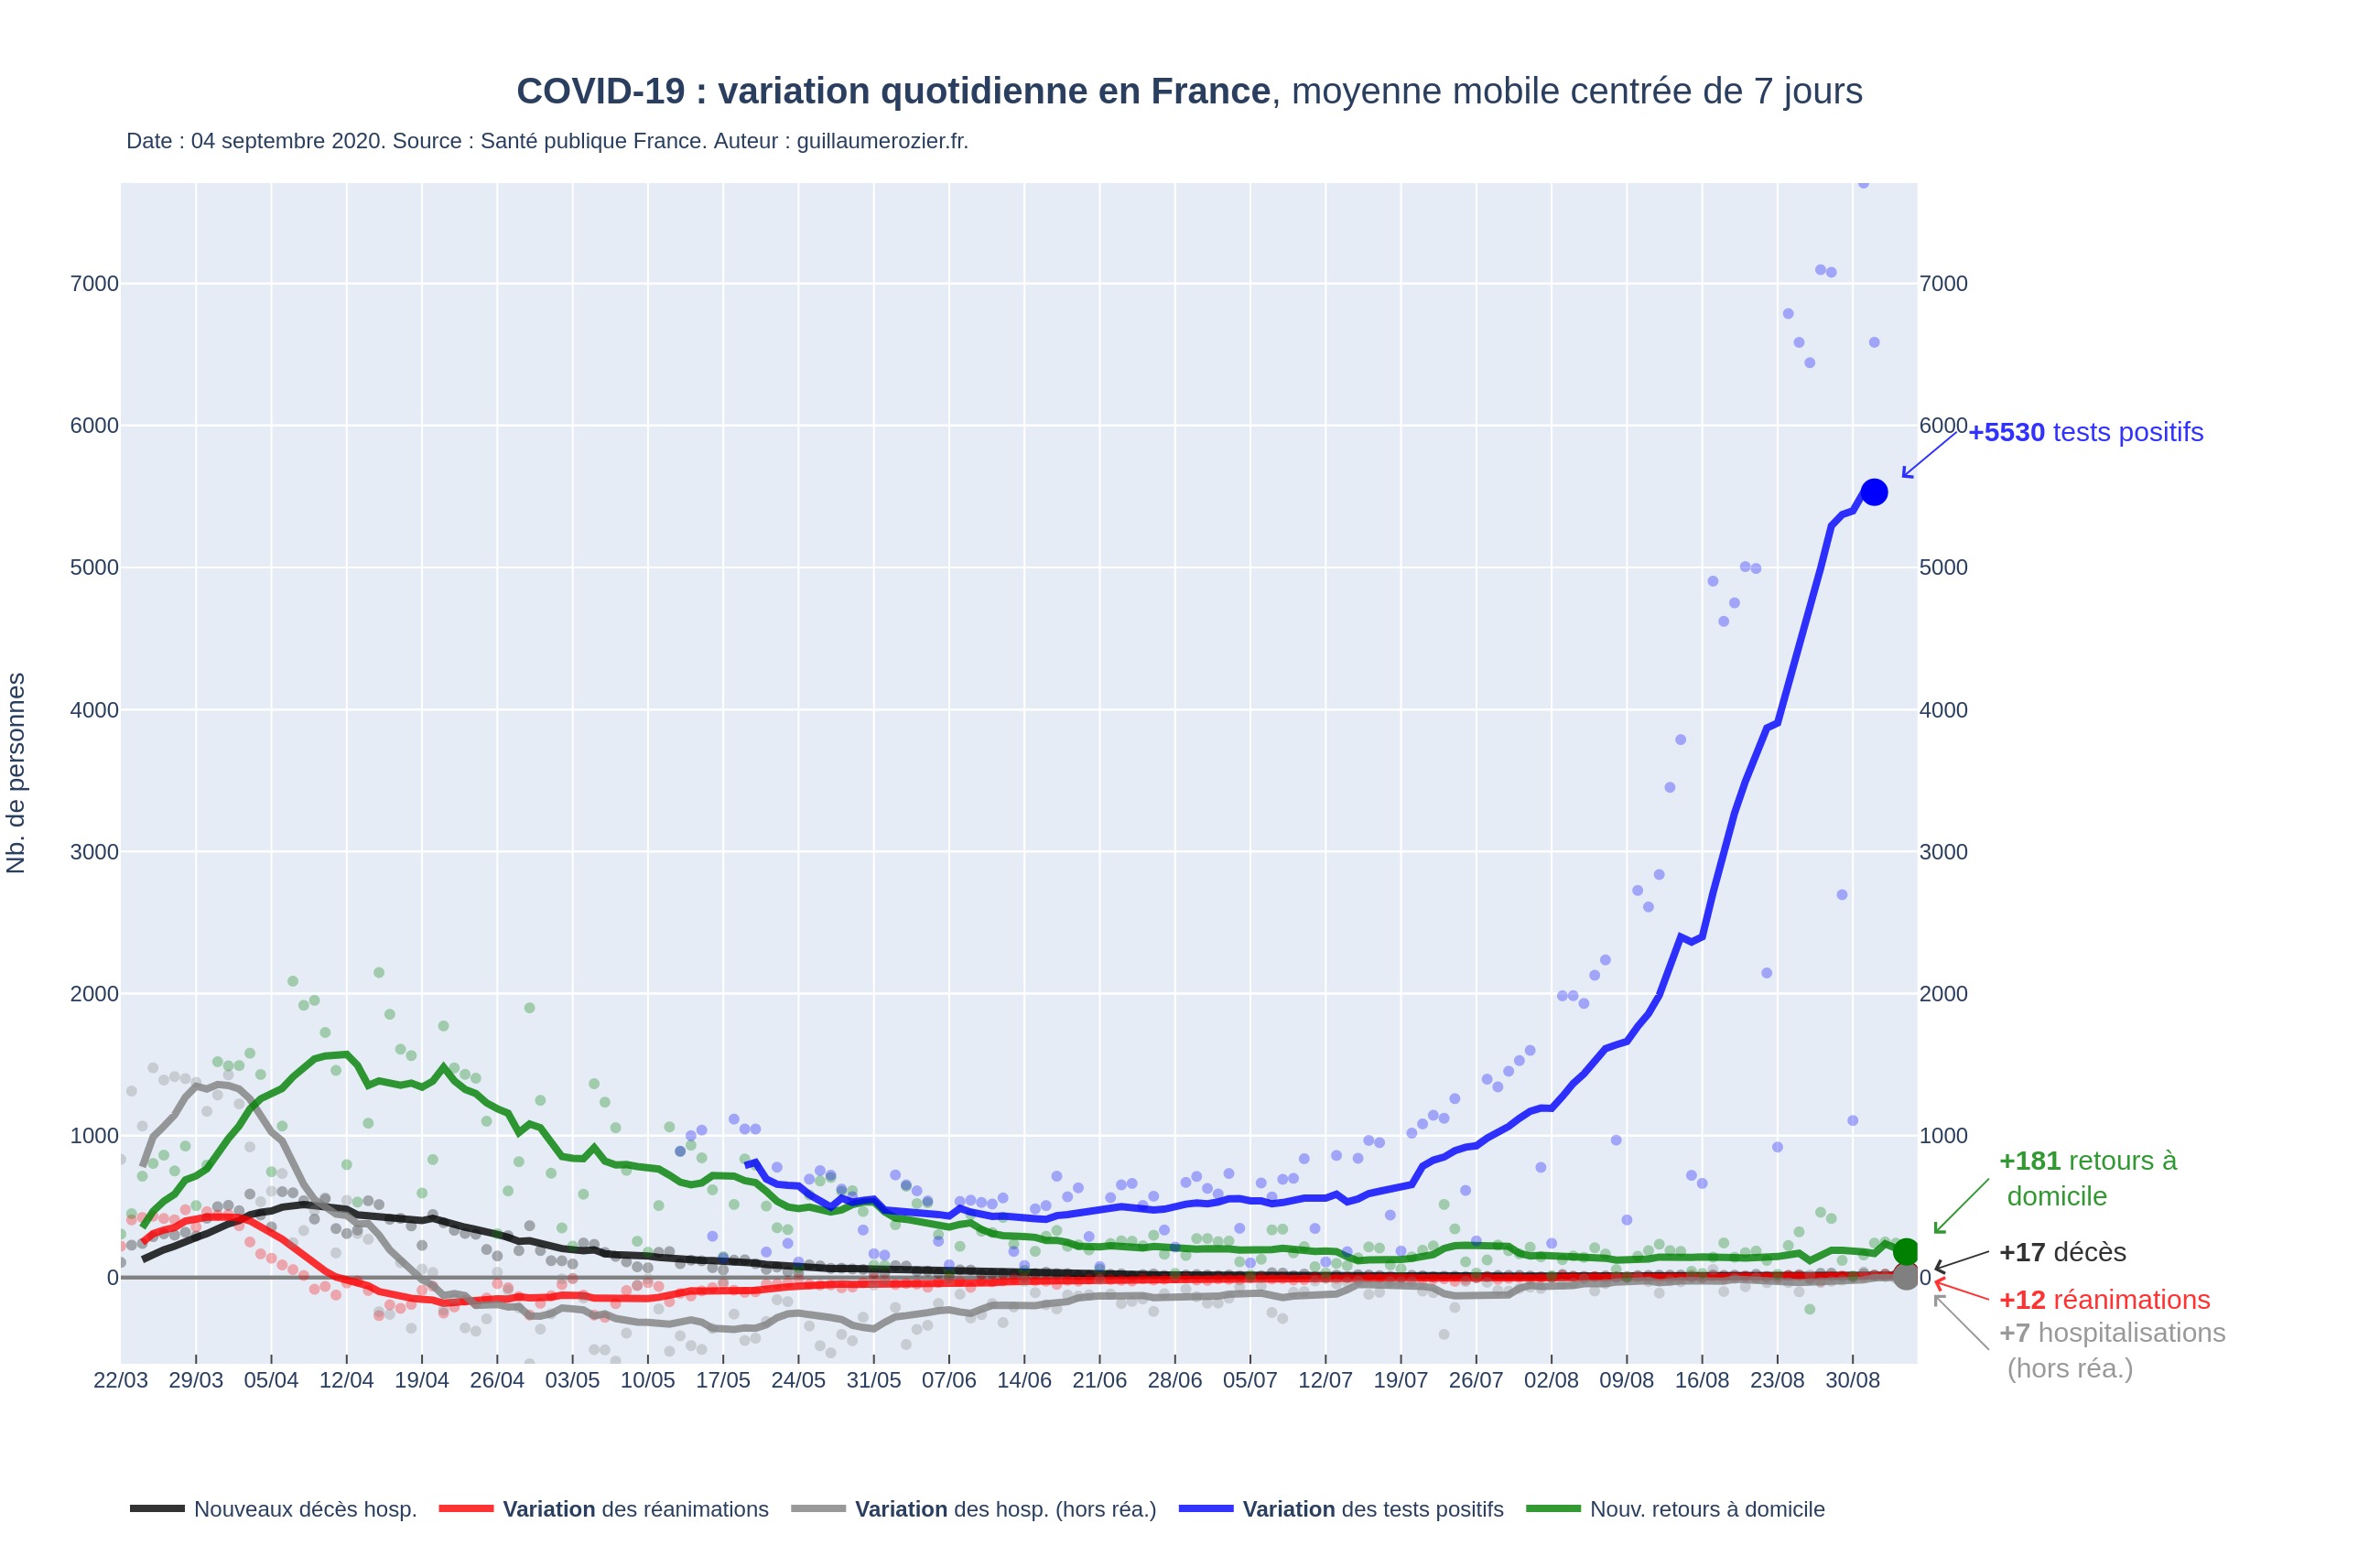 COVID-19 : variation quotidienne en France, moyenne mobile centrée de 7 jours
Date : 04 septembre 2020. Source : Santé publique France. Auteur : guillaumerozier.fr.
Nb. de personnes
7000
6000
5000
4000
3000
2000
1000
0
7000
6000
5000
4000
3000
2000
1000
0
+5530 tests positifs
+181 retours à
domicile
+17 décès
+12 réanimations
+7 hospitalisations
(hors réa.)
22/03 29/03 05/04 12/04 19/04 26/04 03/05 10/05 17/05 24/05 31/05 07/06 14/06 21/06 28/06 05/07 12/07 19/07 26/07 02/08 09/08 16/08 23/08 30/08
Nouveaux décès hosp. Variation des réanimations Variation des hosp. (hors réa.) Variation des tests positifs Nouv. retours à domicile